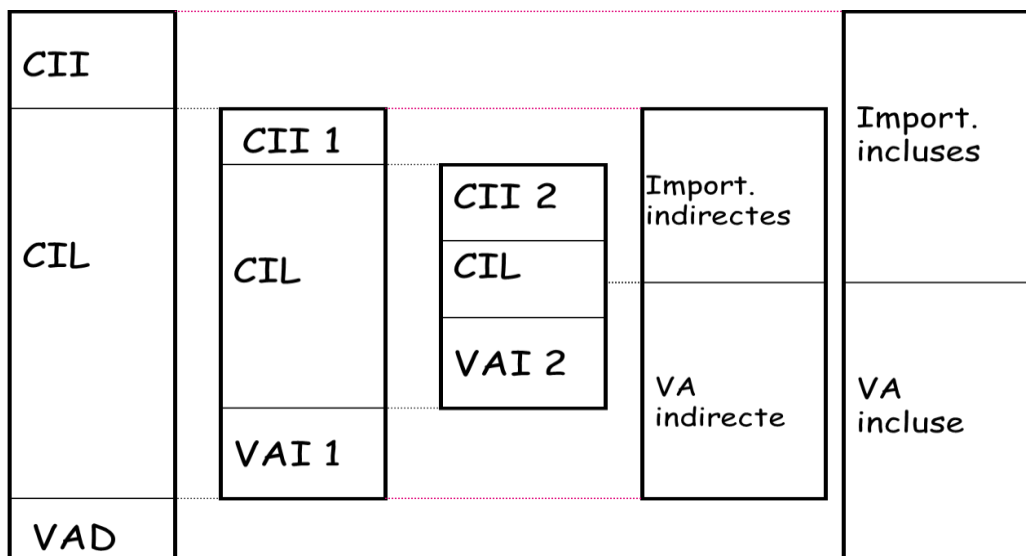 CII
CIL
VAD
CII 1
CIL
VAI 1
CII 2
CIL
VAI 2
Import.
indirectes
VA
indirecte
Import.
incluses
VA
incluse